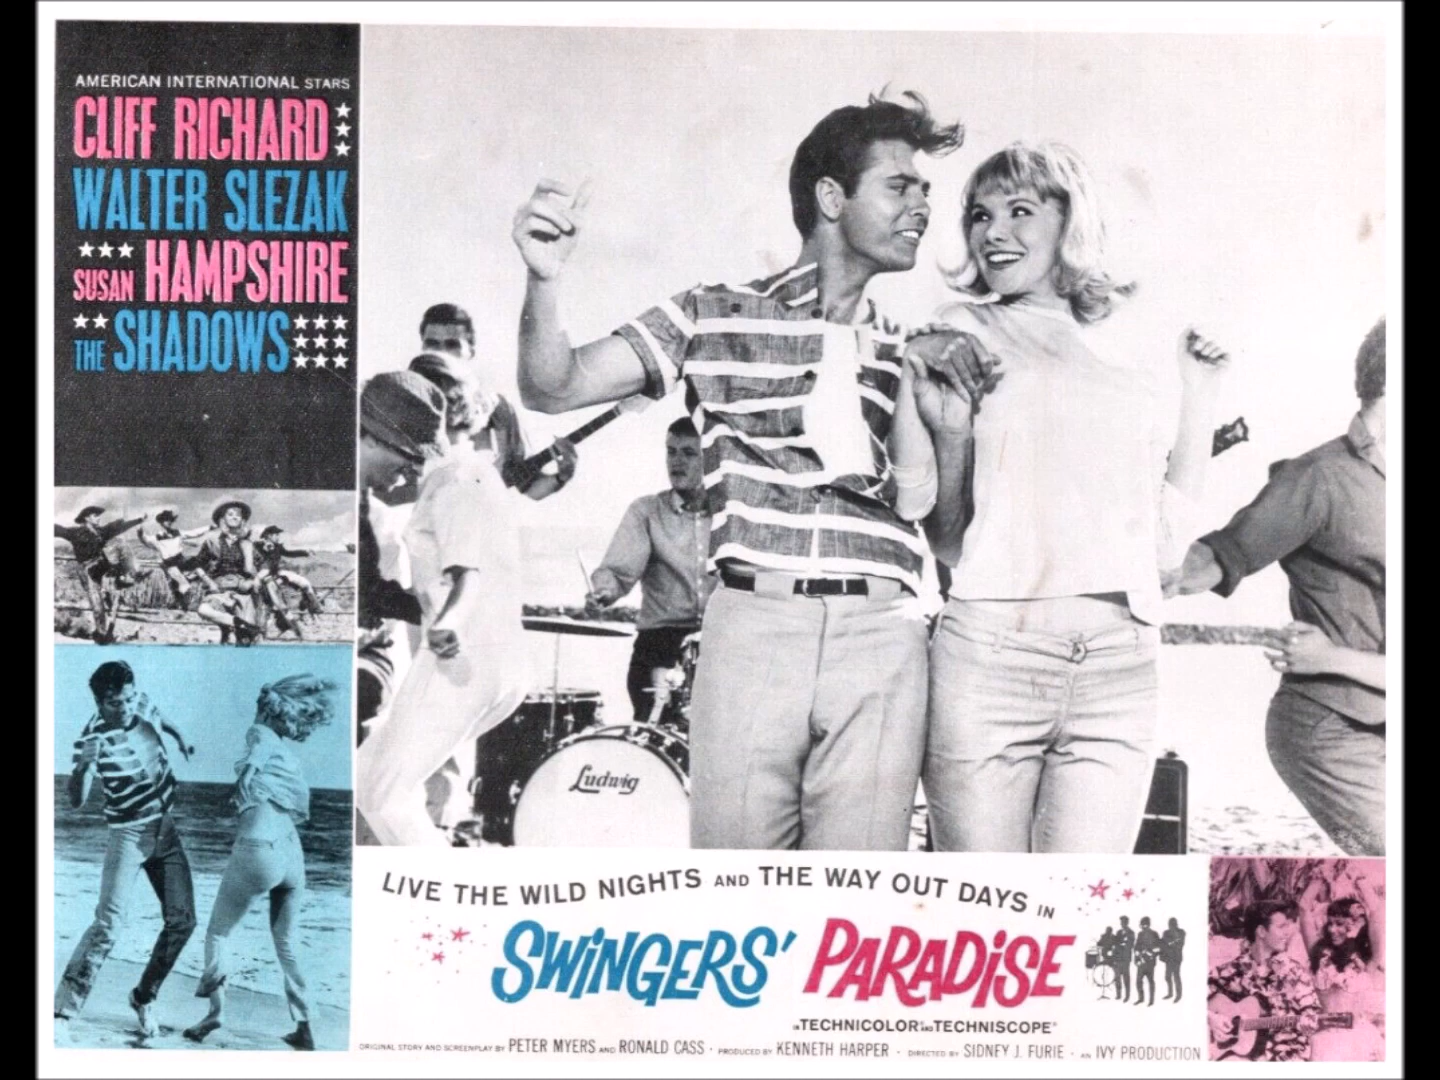 AMERICAN INTERNATIONAL STARS
CLIFF RICHARD
WALTER SLEZAK
SUSAN HAMPSHIRE
THE SHADOWS
Ludwig
LIVE THE WILD NIGHTS AND THE WAY OUT DAYS IN
SWiNGERS' PARADiSE
IN TECHNICOLOR® AND TECHNISCOPE®
ORIGINAL STORY AND SCREENPLAY BY PETER MYERS AND RONALD CASS · PRODUCED BY KENNETH HARPER · DIRECTED BY SIDNEY J. FURIE · AN IVY PRODUCTION